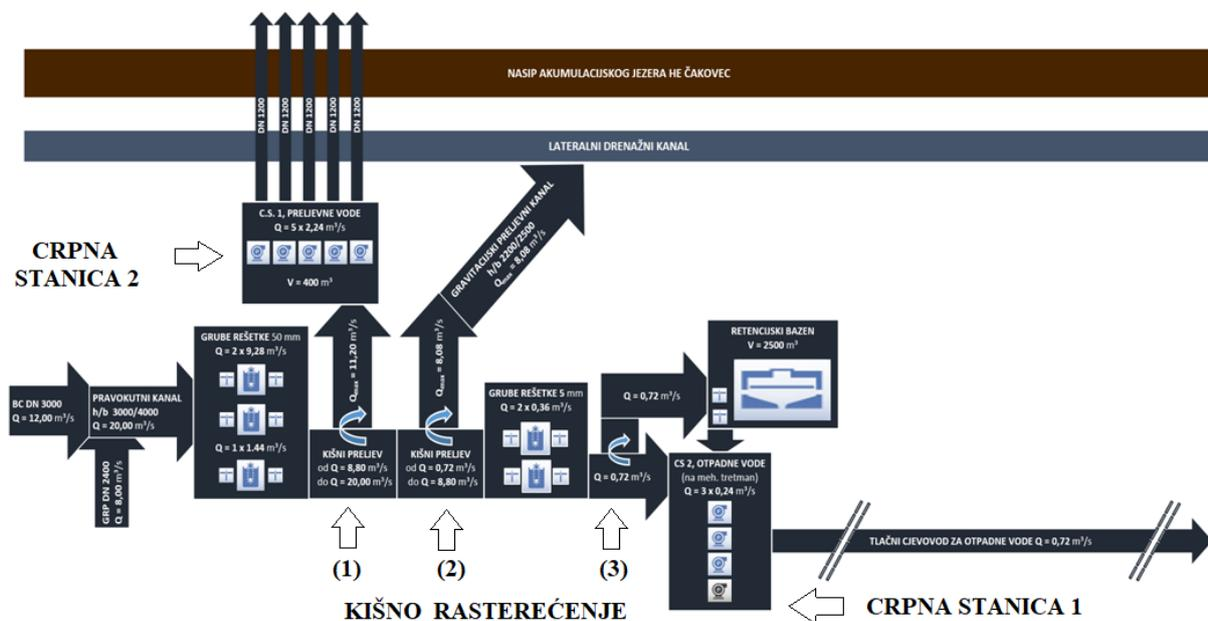 NASIP AKUMULACIJSKOG JEZERA HE ČAKOVEC
DN 1200
DN 1200
DN 1200
DN 1200
DN 1200
LATERALNI DRENAŽNI KANAL
C.S. 1, PRELJEVNE VODE
Q = 5 x 2,24 m³/s
V = 400 m³
CRPNA
STANICA 2
GRAVITACIJSKI PRELJEVNI KANAL
h/b 2200/2500
Qmax = 8,08 m³/s
GRUBE REŠETKE 50 mm
Q = 2 x 9,28 m³/s
Q = 1 x 1.44 m³/s
Qmax = 11,20 m³/s
Qmax = 8,08 m³/s
RETENCIJSKI BAZEN
V = 2500 m³
BC DN 3000
Q = 12,00 m³/s
PRAVOKUTNI KANAL
h/b 3000/4000
Q = 20,00 m³/s
GRP DN 2400
Q = 8,00 m³/s
KIŠNI PRELJEV
od Q = 8,80 m³/s
do Q = 20,00 m³/s
KIŠNI PRELJEV
od Q = 0,72 m³/s
do Q = 8,80 m³/s
GRUBE REŠETKE 5 mm
Q = 2 x 0,36 m³/s
Q = 0,72 m³/s
Q = 0,72 m³/s
CS 2, OTPADNE VODE
(na meh. tretman)
Q = 3 x 0,24 m³/s
TLAČNI CJEVOVOD ZA OTPADNE VODE Q = 0,72 m³/s
(1)
(2)
(3)
KIŠNO RASTEREĆENJE
CRPNA STANICA 1